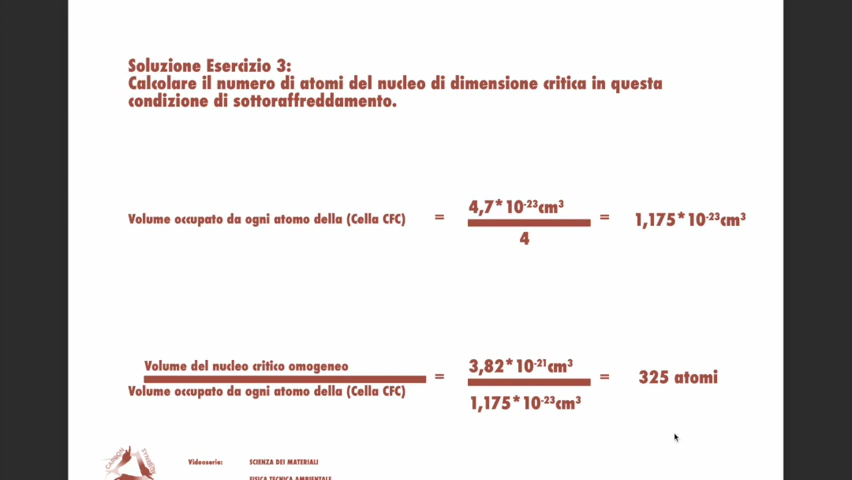 Soluzione Esercizio 3:
Calcolare il numero di atomi del nucleo di dimensione critica in questa
condizione di sottoraffreddamento.
Volume occupato da ogni atomo della (Cella CFC) = 4,7*10⁻²³cm³ / 4 = 1,175*10⁻²³cm³
Volume del nucleo critico omogeneo
Volume occupato da ogni atomo della (Cella CFC)
= 3,82*10⁻²¹cm³ / 1,175*10⁻²³cm³ = 325 atomi
CARBON
Videoserie: SCIENZA DEI MATERIALI
FISICA TECNICA AMBIENTALE